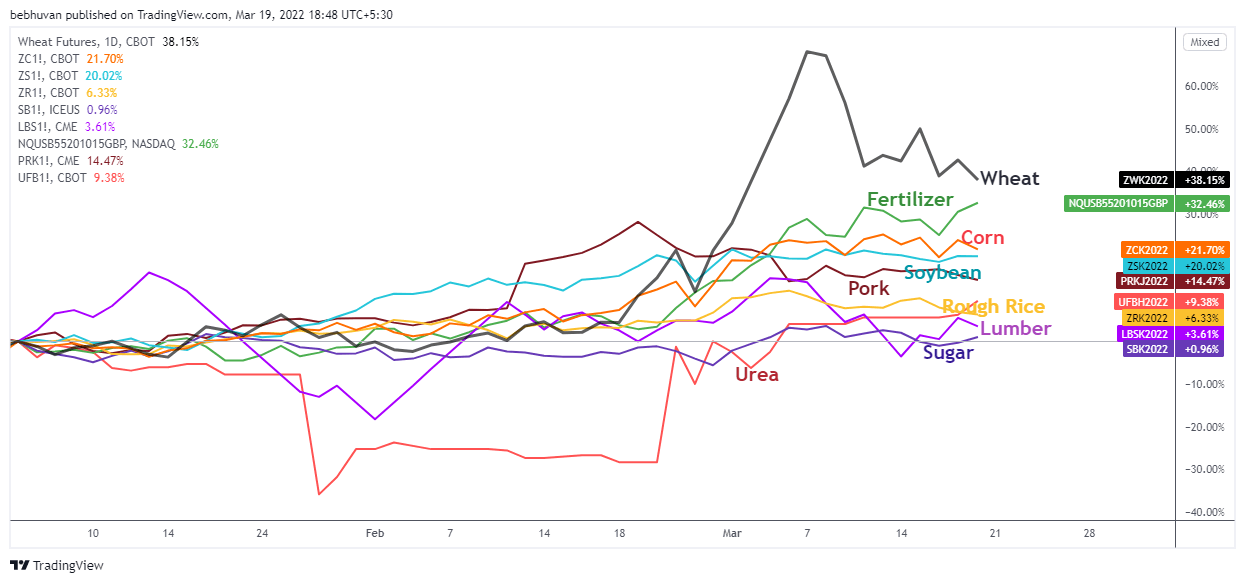 bebhuvan published on TradingView.com, Mar 19, 2022 18:48 UTC+5:30
Wheat Futures, 1D, CBOT 38.15%
ZC1!, CBOT 21.70%
ZS1!, CBOT 20.02%
ZR1!, CBOT 6.33%
SB1!, ICEUS 0.96%
LBS1!, CME 3.61%
NQUSB55201015GBP, NASDAQ 32.46%
PRK1!, CME 14.47%
UFB1!, CBOT 9.38%
Mixed
60.00%
50.00%
40.00%
ZWK2022 +38.15%
NQUSB55201015GBP +32.46%
30.00%
ZCK2022 +21.70%
ZSK2022 +20.02%
PRKJ2022 +14.47%
UFBH2022 +9.38%
ZRK2022 +6.33%
LBSK2022 +3.61%
SBK2022 +0.96%
-10.00%
-20.00%
-30.00%
-40.00%
Wheat
Fertilizer
Corn
Soybean
Pork
Rough Rice
Lumber
Sugar
Urea
10 14 24 Feb 7 14 18 Mar 7 14 21 28
TradingView